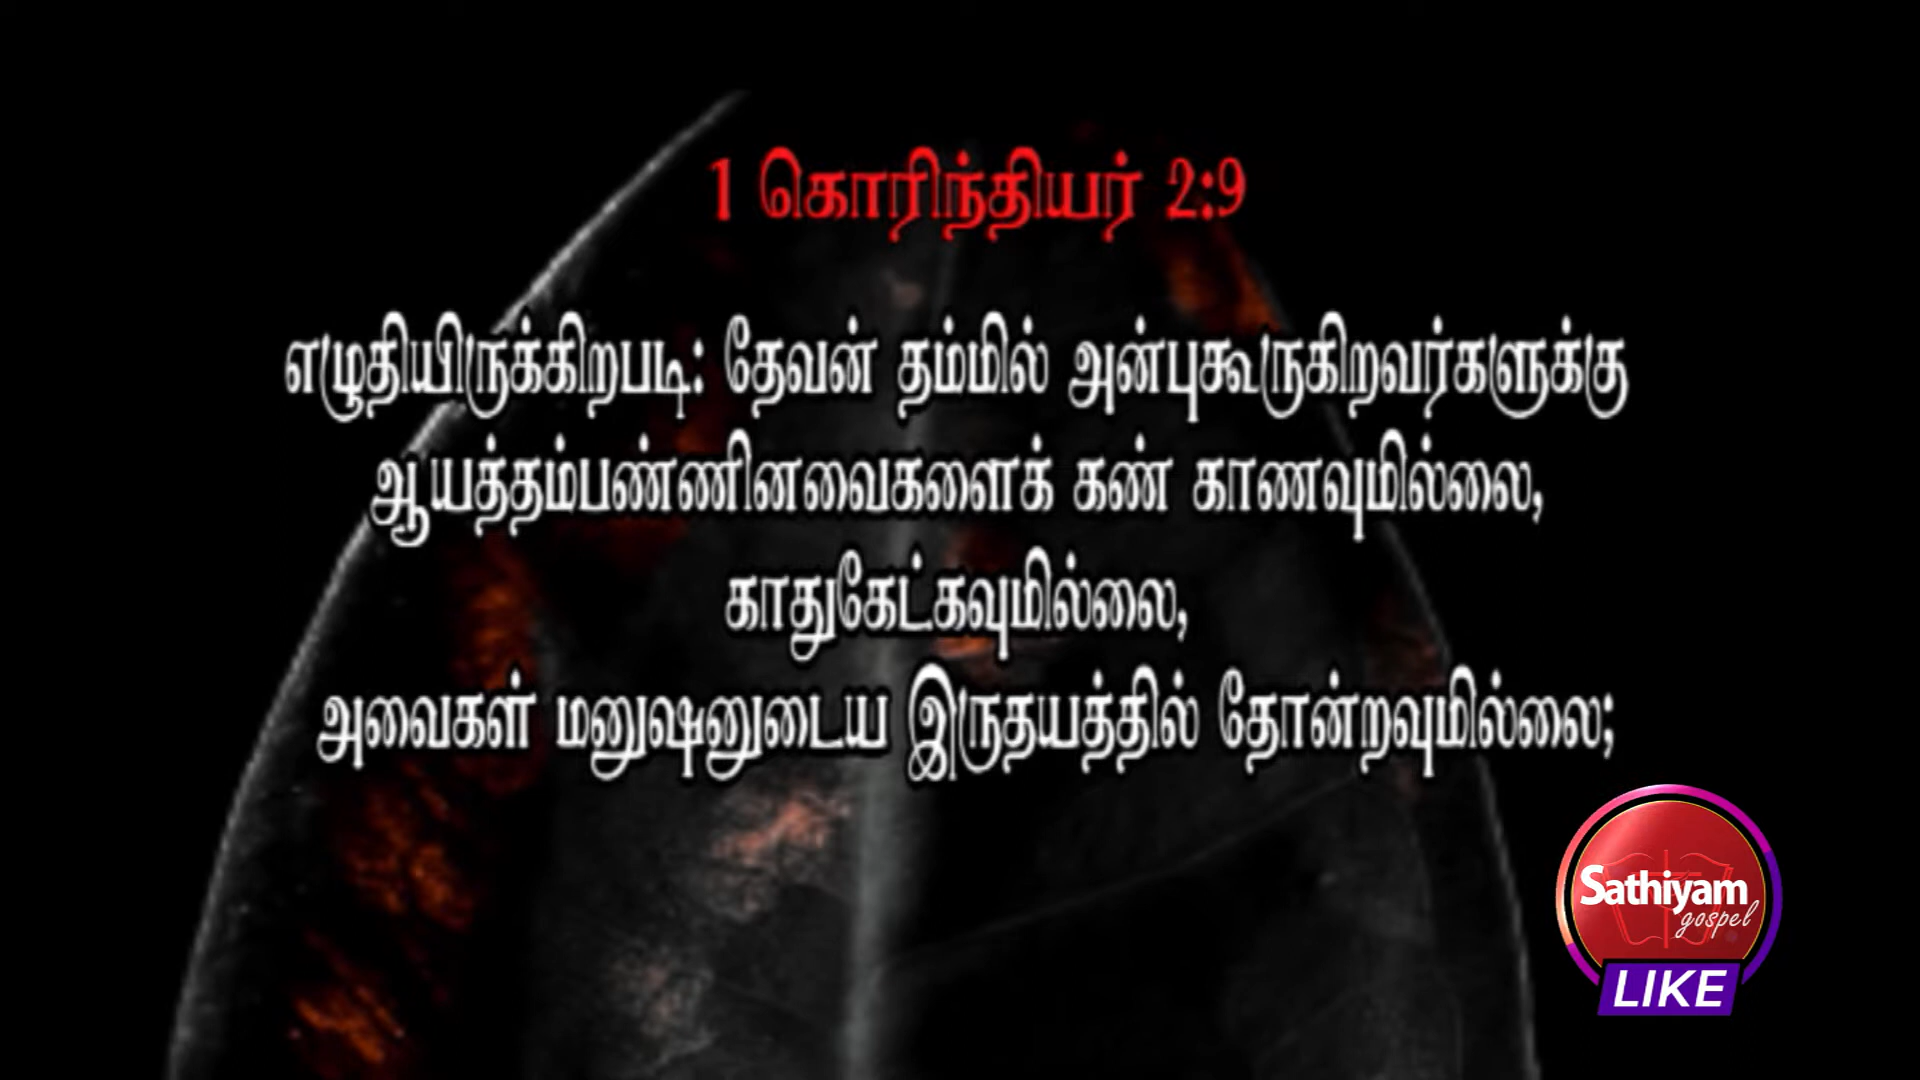 1 கொரிந்தியர் 2:9
எழுதியிருக்கிறபடி: தேவன் தம்மில் அன்புகூருகிறவர்களுக்கு
ஆயத்தம்பண்ணினவைகளைக் கண் காணவுமில்லை,
காதுகேட்கவுமில்லை,
அவைகள் மனுஷனுடைய இருதயத்தில் தோன்றவுமில்லை;
Sathiyam
gospel
LIKE